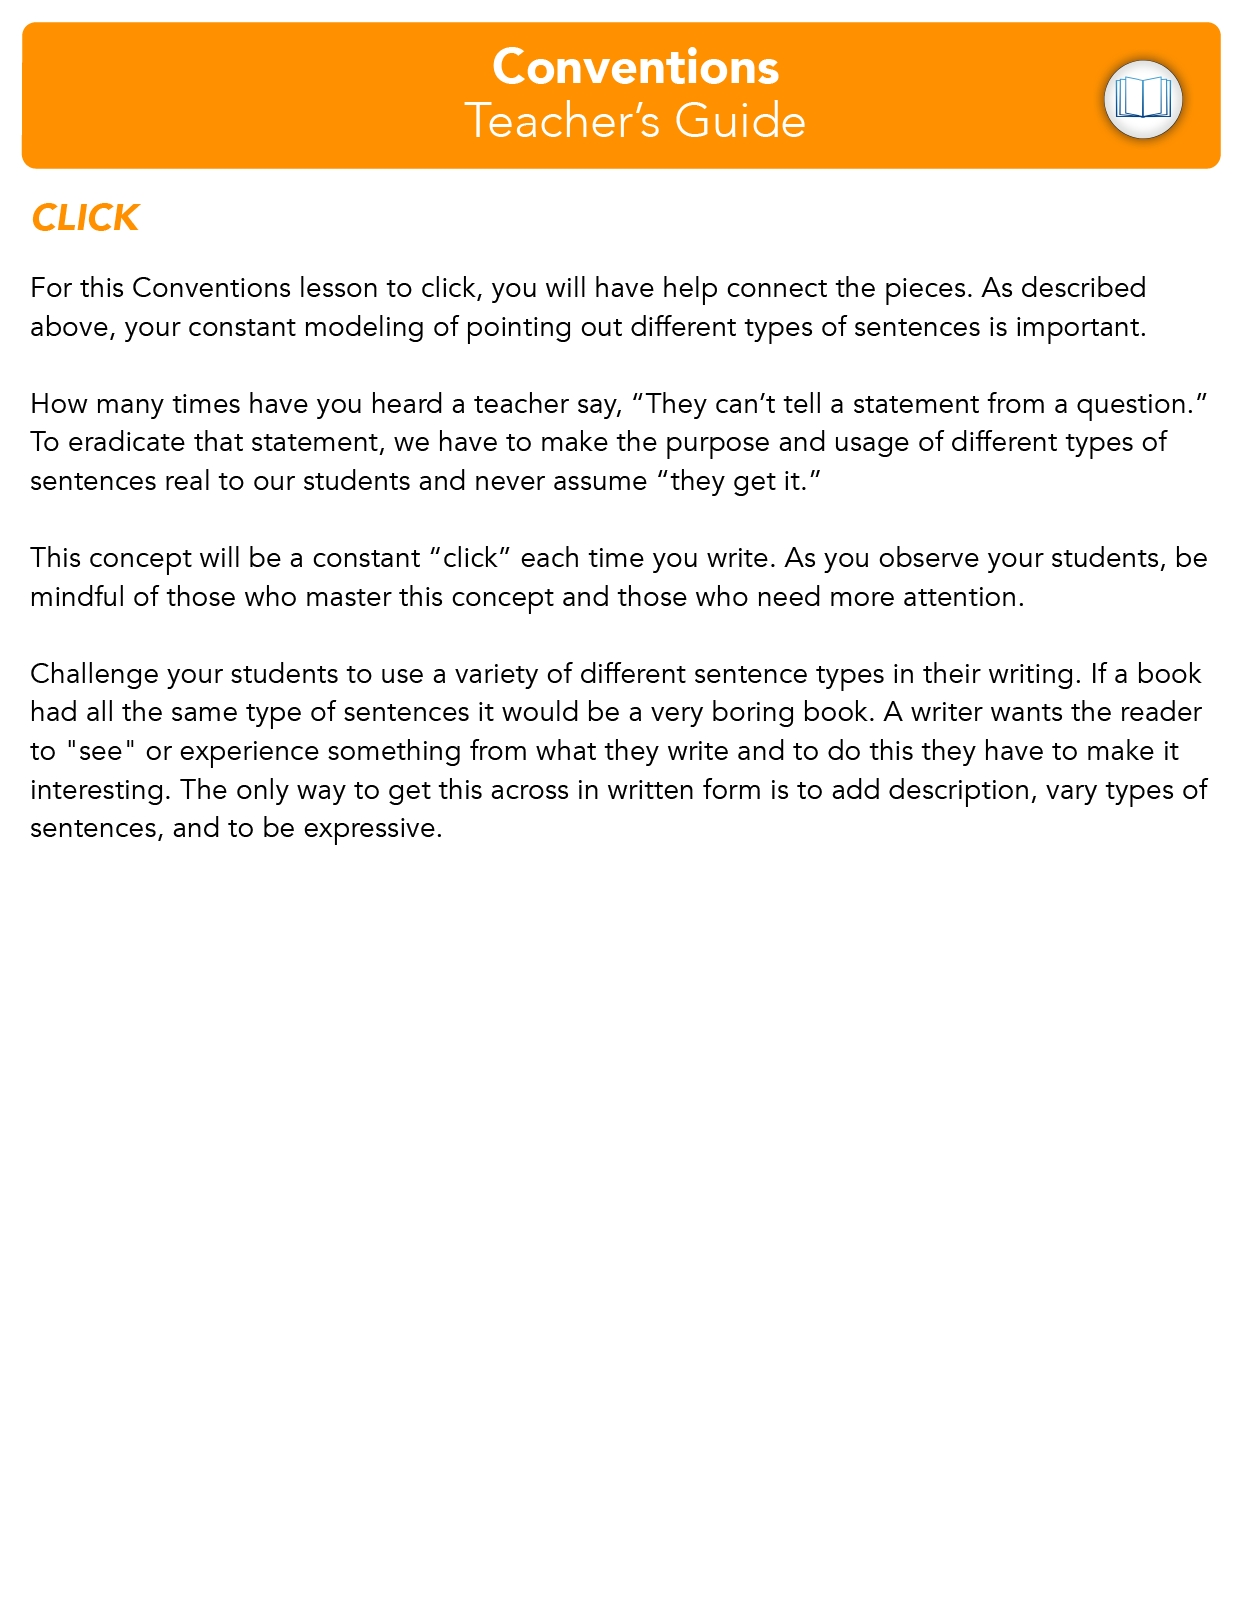 Conventions
Teacher’s Guide
CLICK
For this Conventions lesson to click, you will have help connect the pieces. As described
above, your constant modeling of pointing out different types of sentences is important.
How many times have you heard a teacher say, “They can’t tell a statement from a question.”
To eradicate that statement, we have to make the purpose and usage of different types of
sentences real to our students and never assume “they get it.”
This concept will be a constant “click” each time you write. As you observe your students, be
mindful of those who master this concept and those who need more attention.
Challenge your students to use a variety of different sentence types in their writing. If a book
had all the same type of sentences it would be a very boring book. A writer wants the reader
to "see" or experience something from what they write and to do this they have to make it
interesting. The only way to get this across in written form is to add description, vary types of
sentences, and to be expressive.